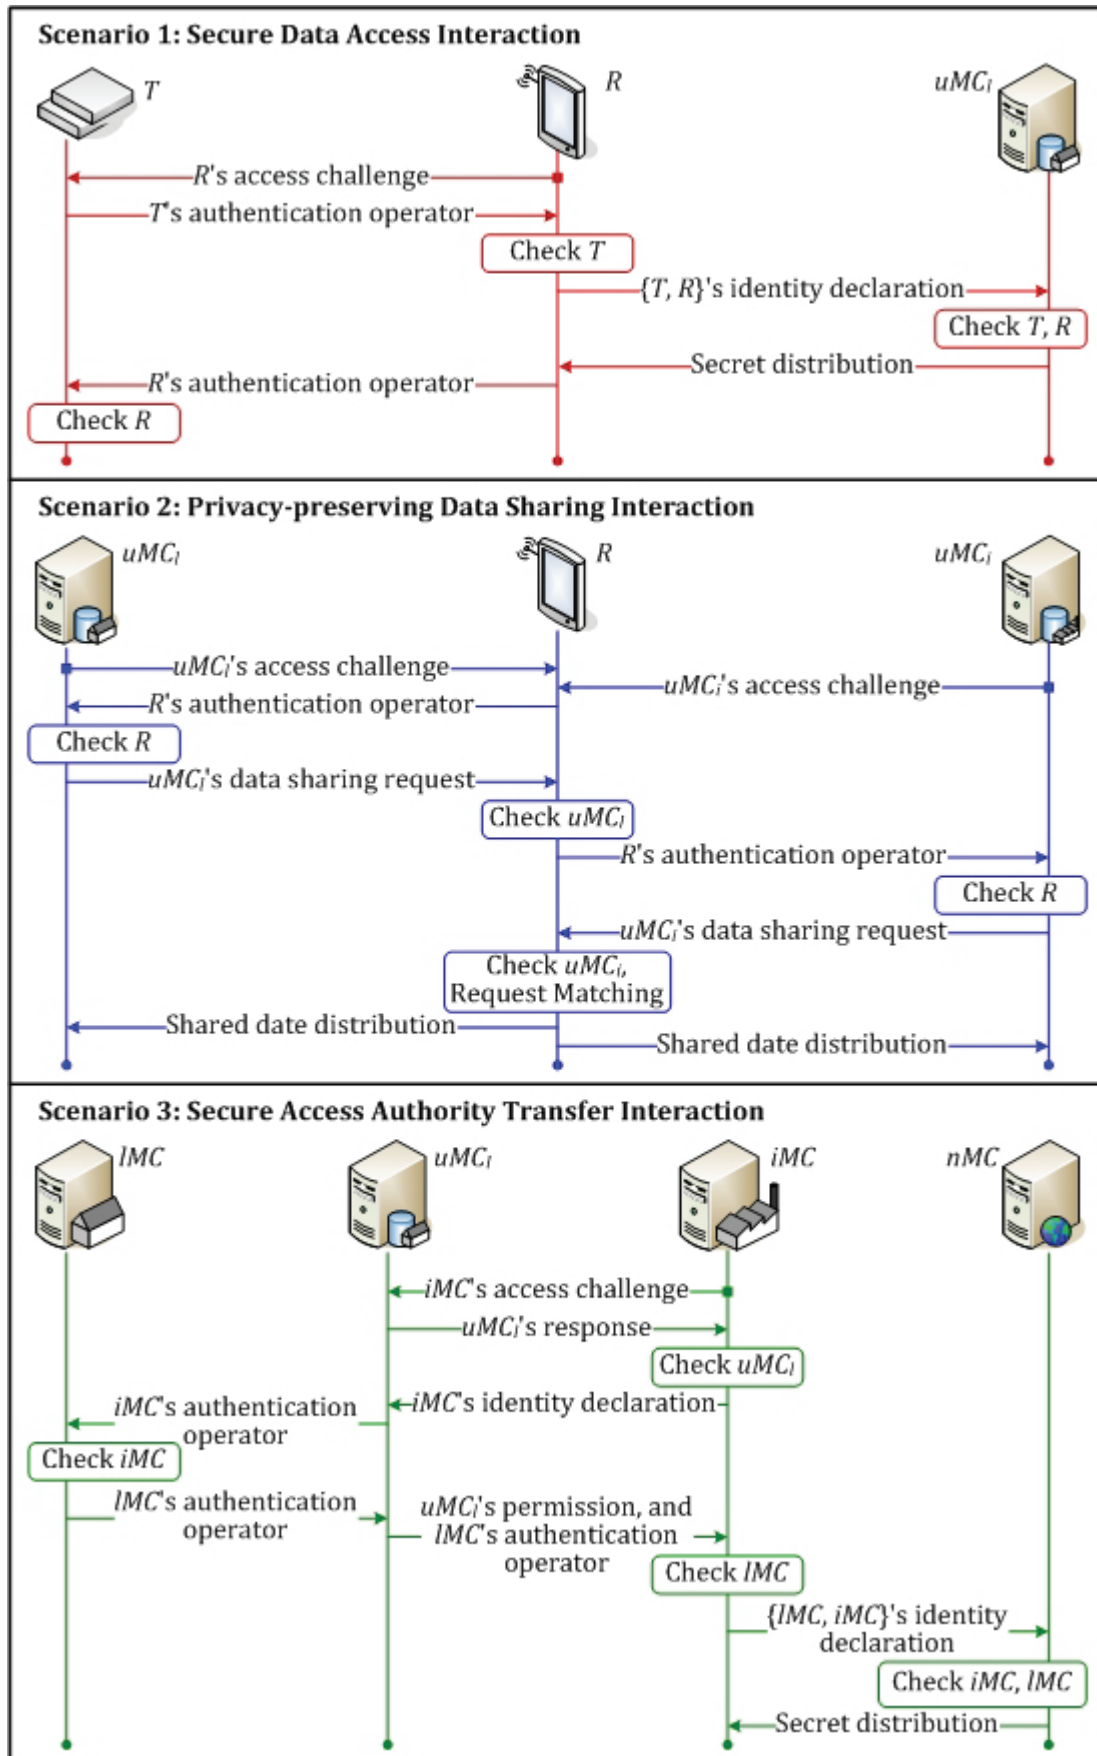 Scenario 1: Secure Data Access Interaction
T
R
uMCl
R's access challenge
T's authentication operator
Check T
{T, R}'s identity declaration
Check T, R
Secret distribution
R's authentication operator
Check R
Scenario 2: Privacy-preserving Data Sharing Interaction
uMCl
R
uMCi
uMCl's access challenge
uMCi's access challenge
R's authentication operator
Check R
uMCl's data sharing request
Check uMCl
R's authentication operator
Check R
uMCi's data sharing request
Check uMCi,
Request Matching
Shared date distribution
Shared date distribution
Scenario 3: Secure Access Authority Transfer Interaction
lMC
uMCl
iMC
nMC
iMC's access challenge
uMCl's response
Check uMCl
iMC's identity declaration
iMC's authentication
operator
Check iMC
lMC's authentication
operator
uMCl's permission, and
lMC's authentication
operator
Check lMC
{lMC, iMC}'s identity
declaration
Check iMC, lMC
Secret distribution